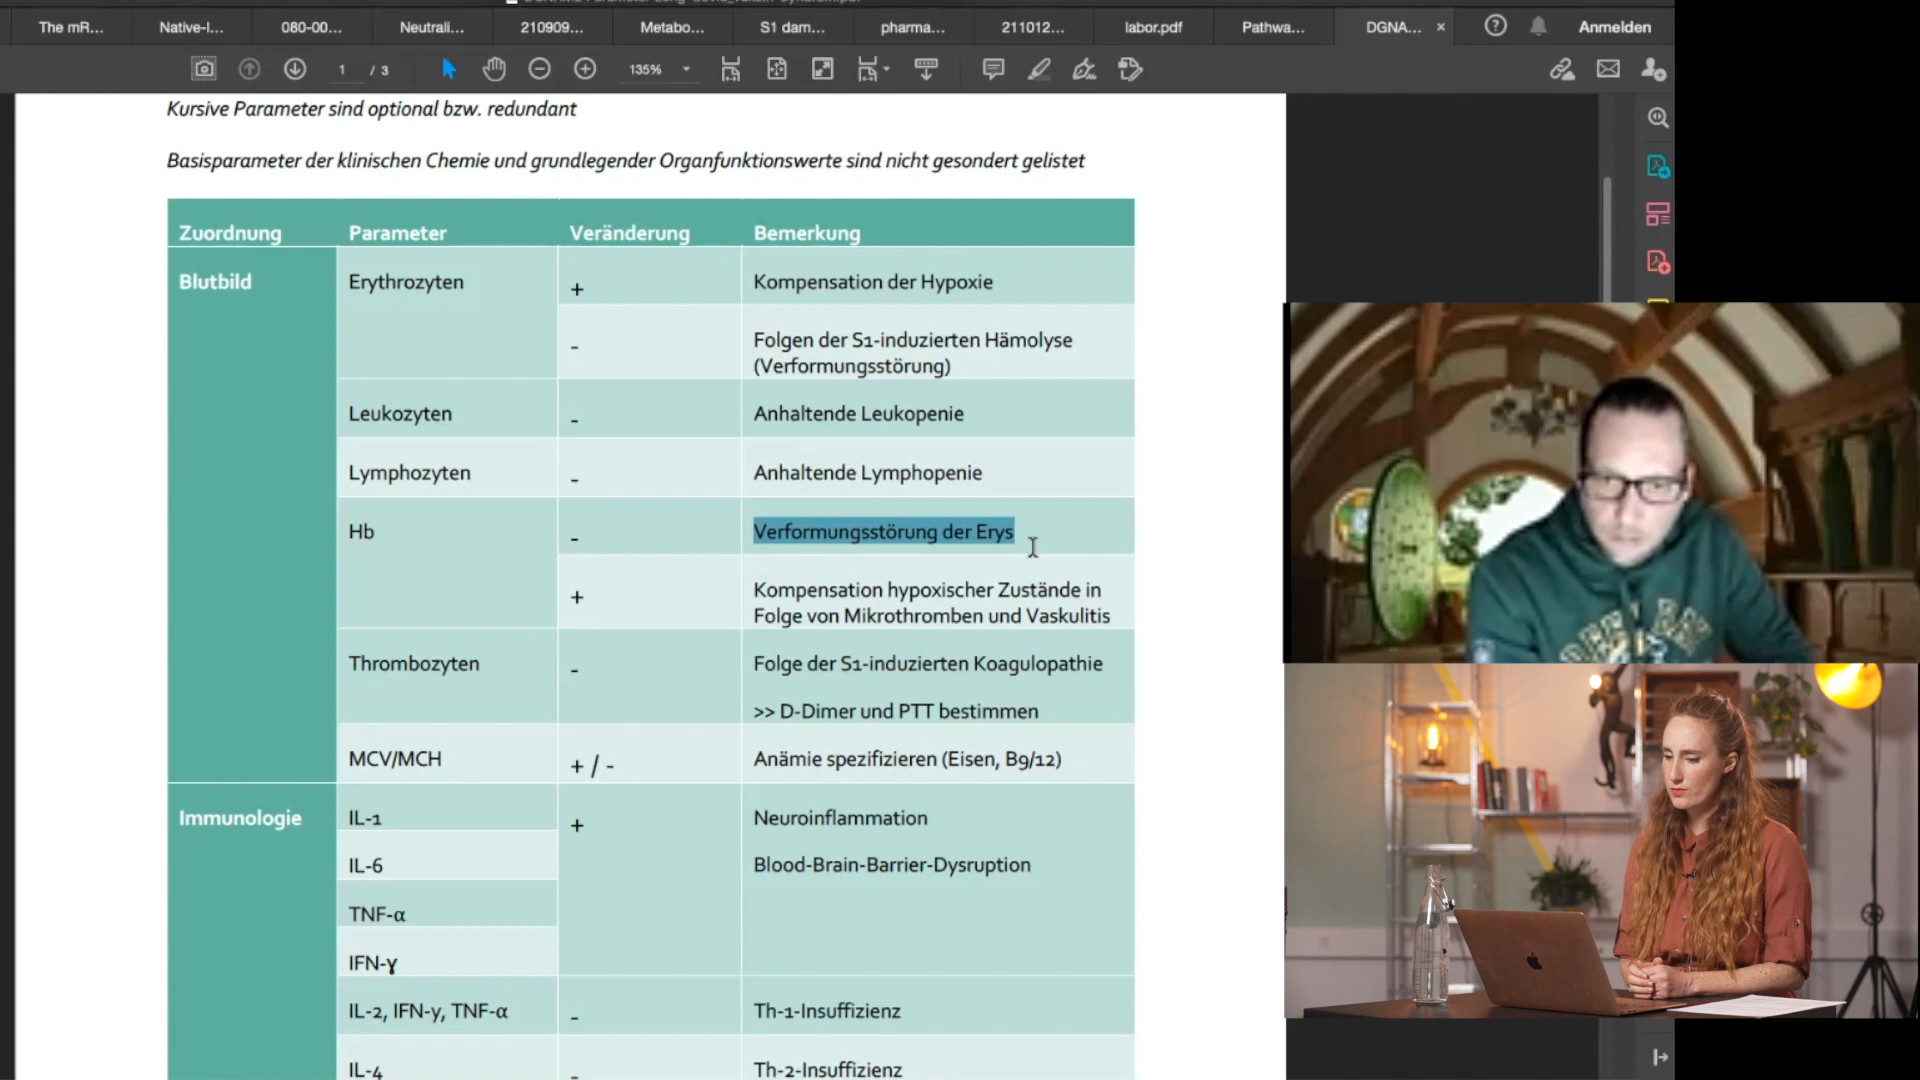 The mR...
Native-l...
080-00...
Neutrali...
210909...
Metabo...
S1 dam...
pharma...
211012...
labor.pdf
Pathwa...
DGNA...
×
?
Anmelden
1 / 3
135%
Kursive Parameter sind optional bzw. redundant
Basisparameter der klinischen Chemie und grundlegender Organfunktionswerte sind nicht gesondert gelistet
Zuordnung Parameter Veränderung Bemerkung
Blutbild Erythrozyten + Kompensation der Hypoxie
- Folgen der S1-induzierten Hämolyse
(Verformungsstörung)
Leukozyten - Anhaltende Leukopenie
Lymphozyten - Anhaltende Lymphopenie
Hb - Verformungsstörung der Erys
+ Kompensation hypoxischer Zustände in
Folge von Mikrothromben und Vaskulitis
Thrombozyten - Folge der S1-induzierten Koagulopathie
>> D-Dimer und PTT bestimmen
MCV/MCH + / - Anämie spezifizieren (Eisen, B9/12)
Immunologie IL-1 + Neuroinflammation
IL-6 Blood-Brain-Barrier-Dysruption
TNF-α
IFN-ɣ
IL-2, IFN-y, TNF-α - Th-1-Insuffizienz
IL-4 - Th-2-Insuffizienz